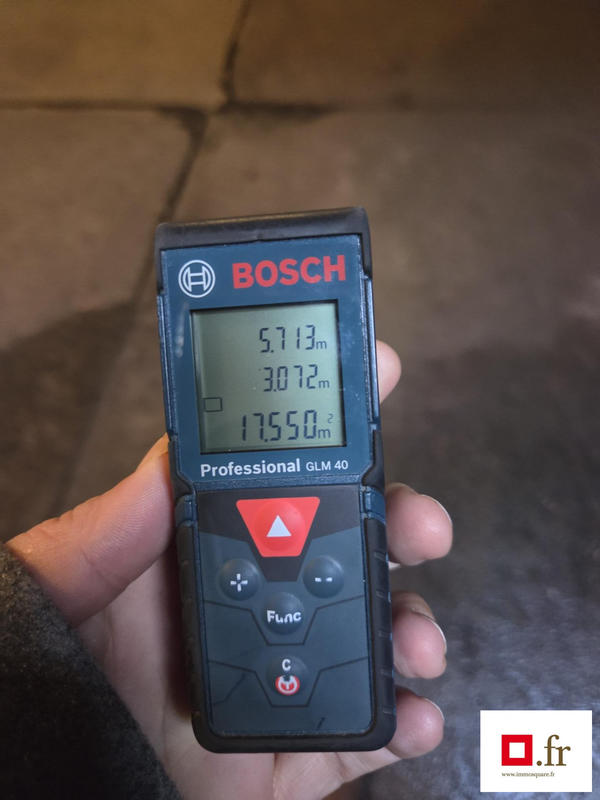 BOSCH
5.713m
3.072m
17.550m²
Professional GLM 40
Func
C
.fr
www.immosquare.fr